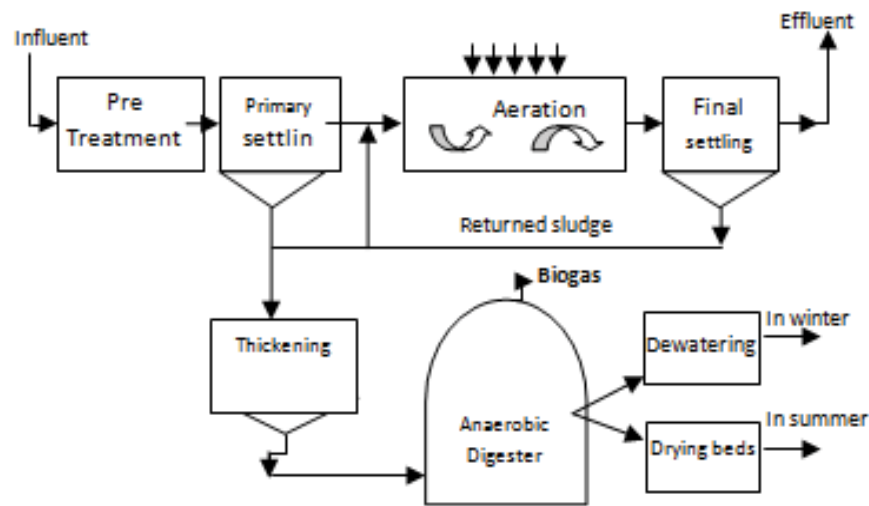 Influent
Effluent
Pre
Treatment
Primary
settlin
Aeration
Final
settling
Returned sludge
Biogas
Thickening
Anaerobic
Digester
Dewatering
In winter
Drying beds
In summer